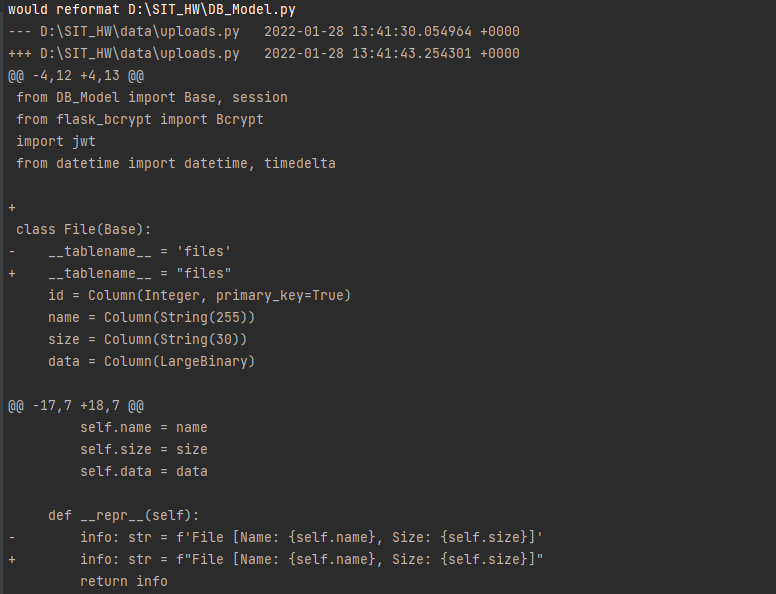 would reformat D:\SIT_HW\DB_Model.py
--- D:\SIT_HW\data\uploads.py   2022-01-28 13:41:30.054964 +0000
+++ D:\SIT_HW\data\uploads.py   2022-01-28 13:41:43.254301 +0000
@@ -4,12 +4,13 @@
 from DB_Model import Base, session
 from flask_bcrypt import Bcrypt
 import jwt
 from datetime import datetime, timedelta

+
 class File(Base):
-    __tablename__ = 'files'
+    __tablename__ = "files"
     id = Column(Integer, primary_key=True)
     name = Column(String(255))
     size = Column(String(30))
     data = Column(LargeBinary)

@@ -17,7 +18,7 @@
         self.name = name
         self.size = size
         self.data = data

     def __repr__(self):
-        info: str = f'File [Name: {self.name}, Size: {self.size}]'
+        info: str = f"File [Name: {self.name}, Size: {self.size}]"
         return info